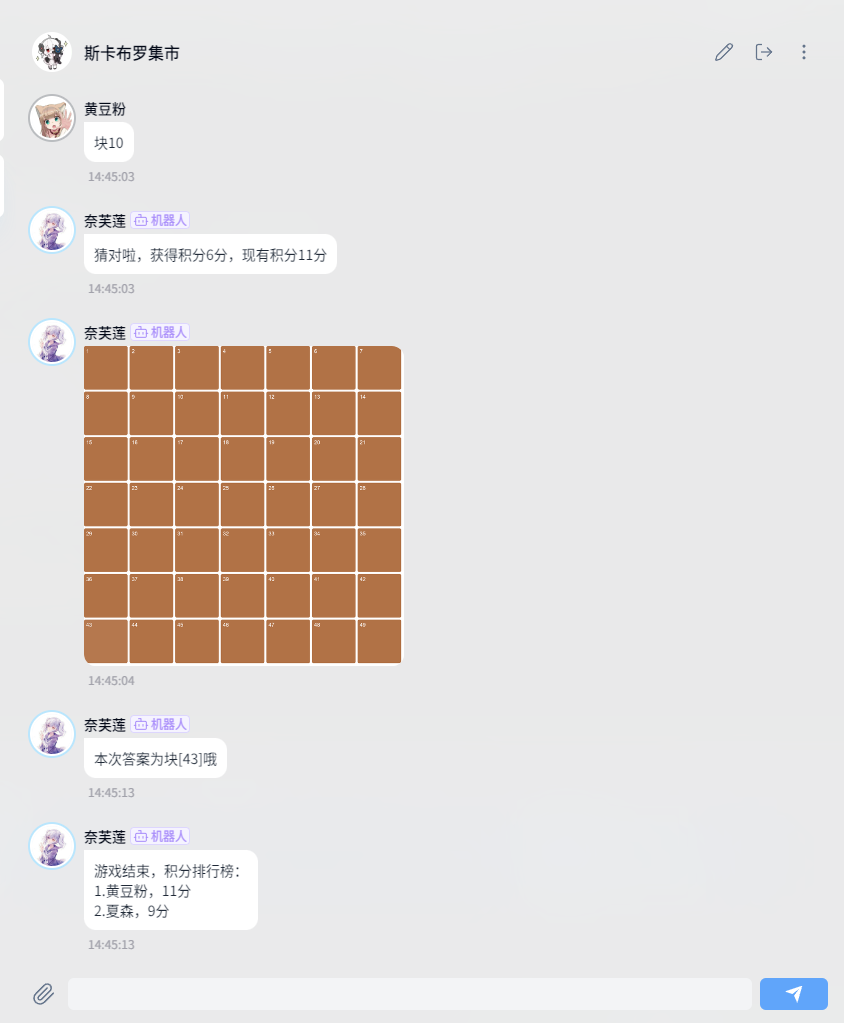 斯卡布罗集市
黄豆粉
块10
14:45:03
奈芙莲 机器人
猜对啦，获得积分6分，现有积分11分
14:45:03
奈芙莲 机器人
1 2 3 4 5 6 7
8 9 10 11 12 13 14
15 16 17 18 19 20 21
22 23 24 25 26 27 28
29 30 31 32 33 34 35
36 37 38 39 40 41 42
43 44 45 46 47 48 49
14:45:04
奈芙莲 机器人
本次答案为块[43]哦
14:45:13
奈芙莲 机器人
游戏结束，积分排行榜：
1.黄豆粉，11分
2.夏森，9分
14:45:13